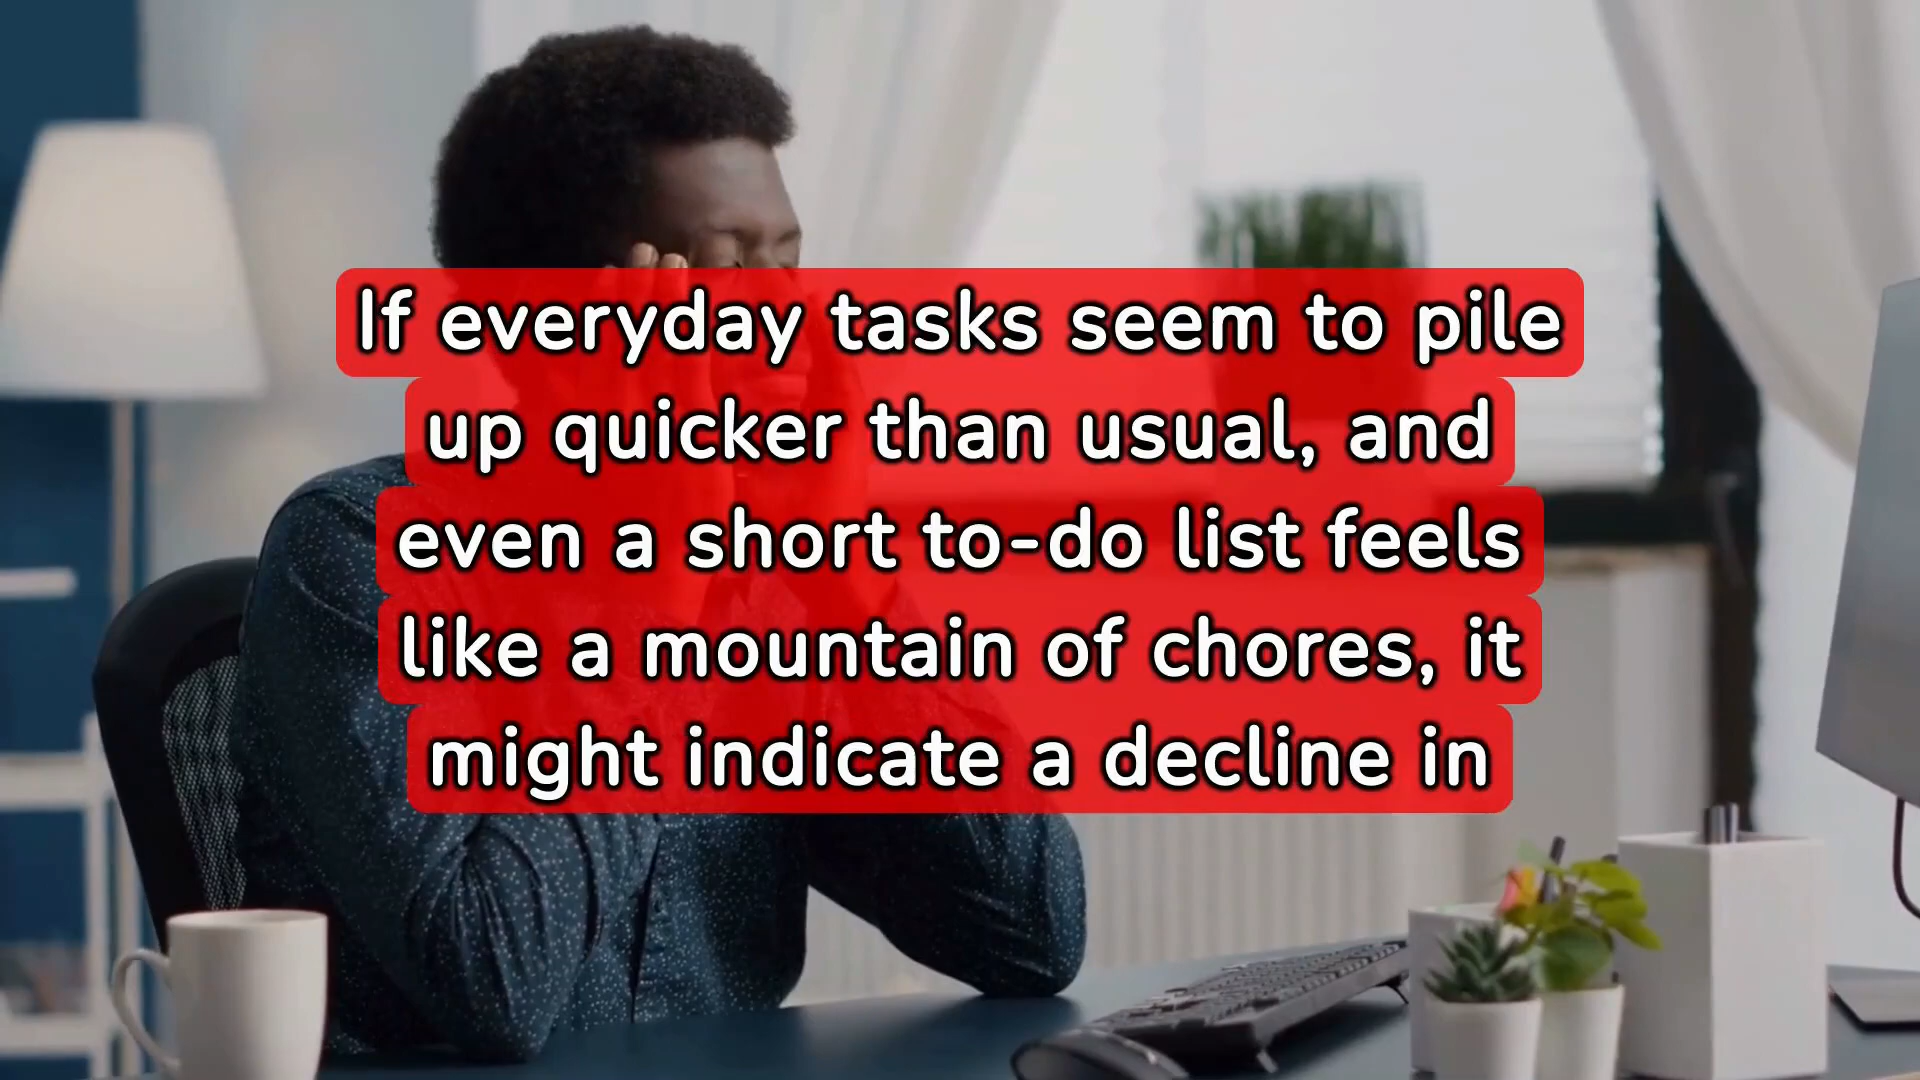 If everyday tasks seem to pile
up quicker than usual, and
even a short to-do list feels
like a mountain of chores, it
might indicate a decline in